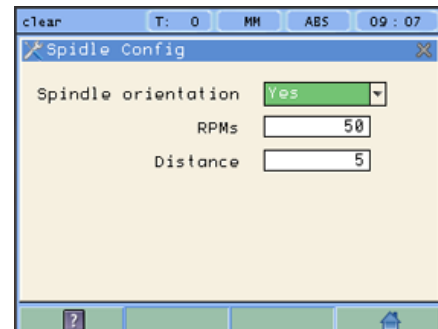 clear T: 0 MM ABS 09 : 07
Spidle Config
Spindle orientation Yes
RPMs 50
Distance 5
?